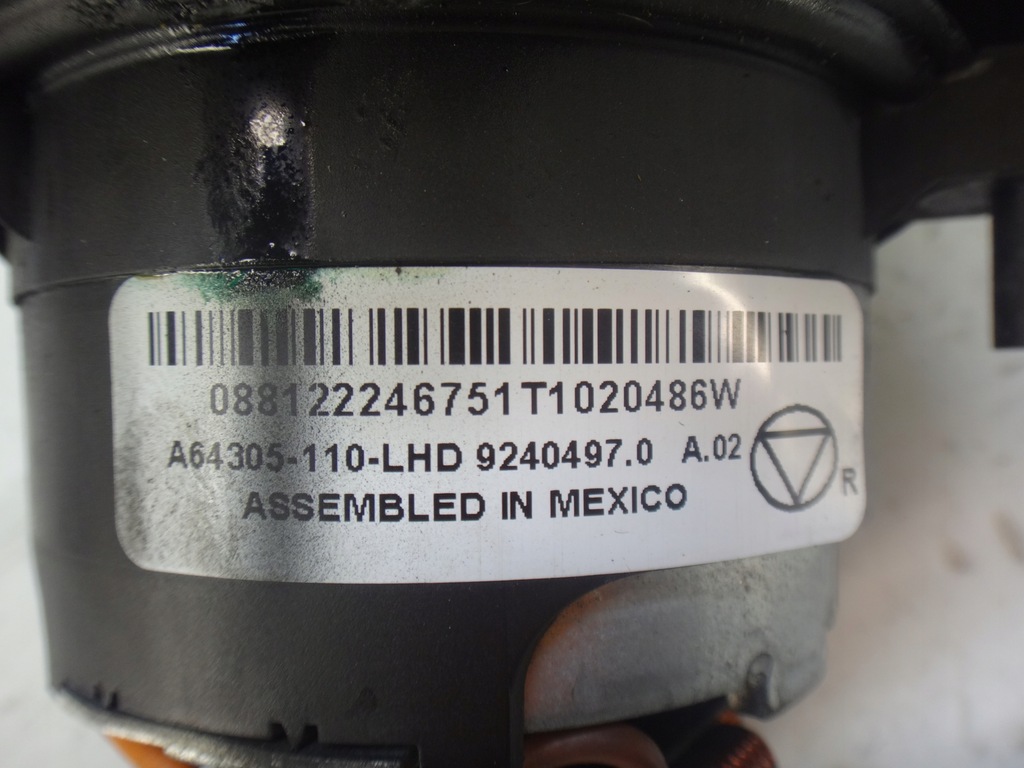 088122246751T1020486W
A64305-110-LHD 9240497.0 A.02
ASSEMBLED IN MEXICO
R